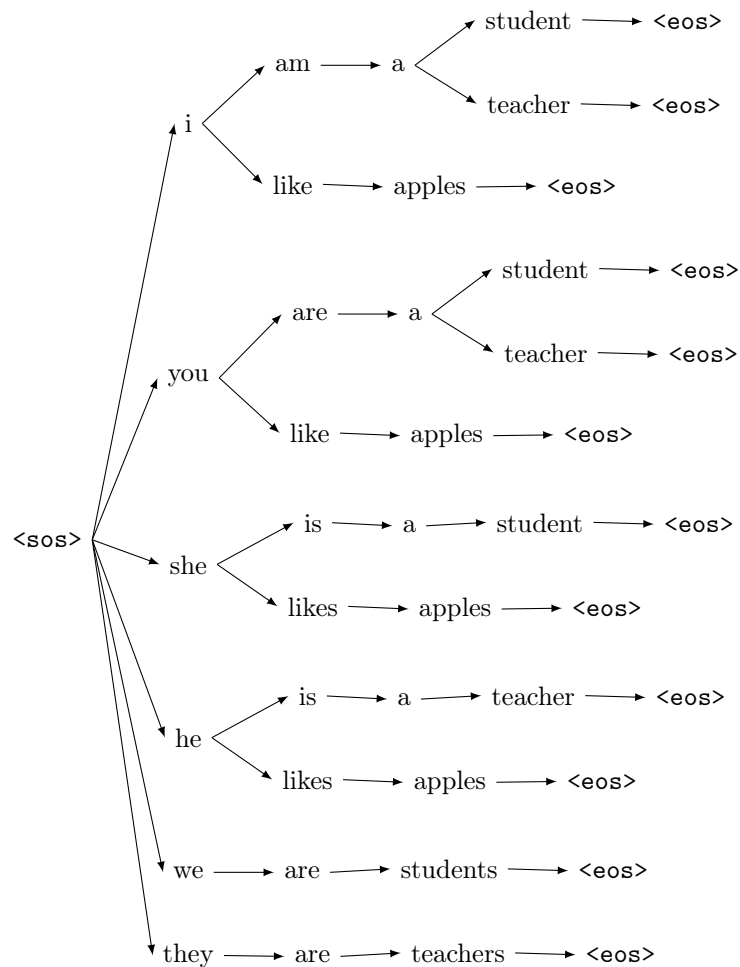 student <eos>
am a
teacher <eos>
i
like apples <eos>
student <eos>
are a
teacher <eos>
you
like apples <eos>
is a student <eos>
<sos>
she
likes apples <eos>
is a teacher <eos>
he
likes apples <eos>
we are students <eos>
they are teachers <eos>